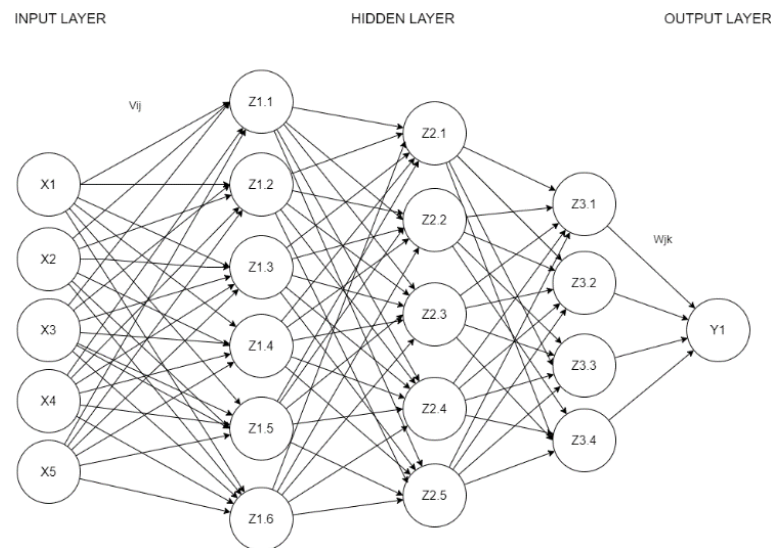 INPUT LAYER
HIDDEN LAYER
OUTPUT LAYER
Vij
Wjk
X1
X2
X3
X4
X5
Z1.1
Z1.2
Z1.3
Z1.4
Z1.5
Z1.6
Z2.1
Z2.2
Z2.3
Z2.4
Z2.5
Z3.1
Z3.2
Z3.3
Z3.4
Y1